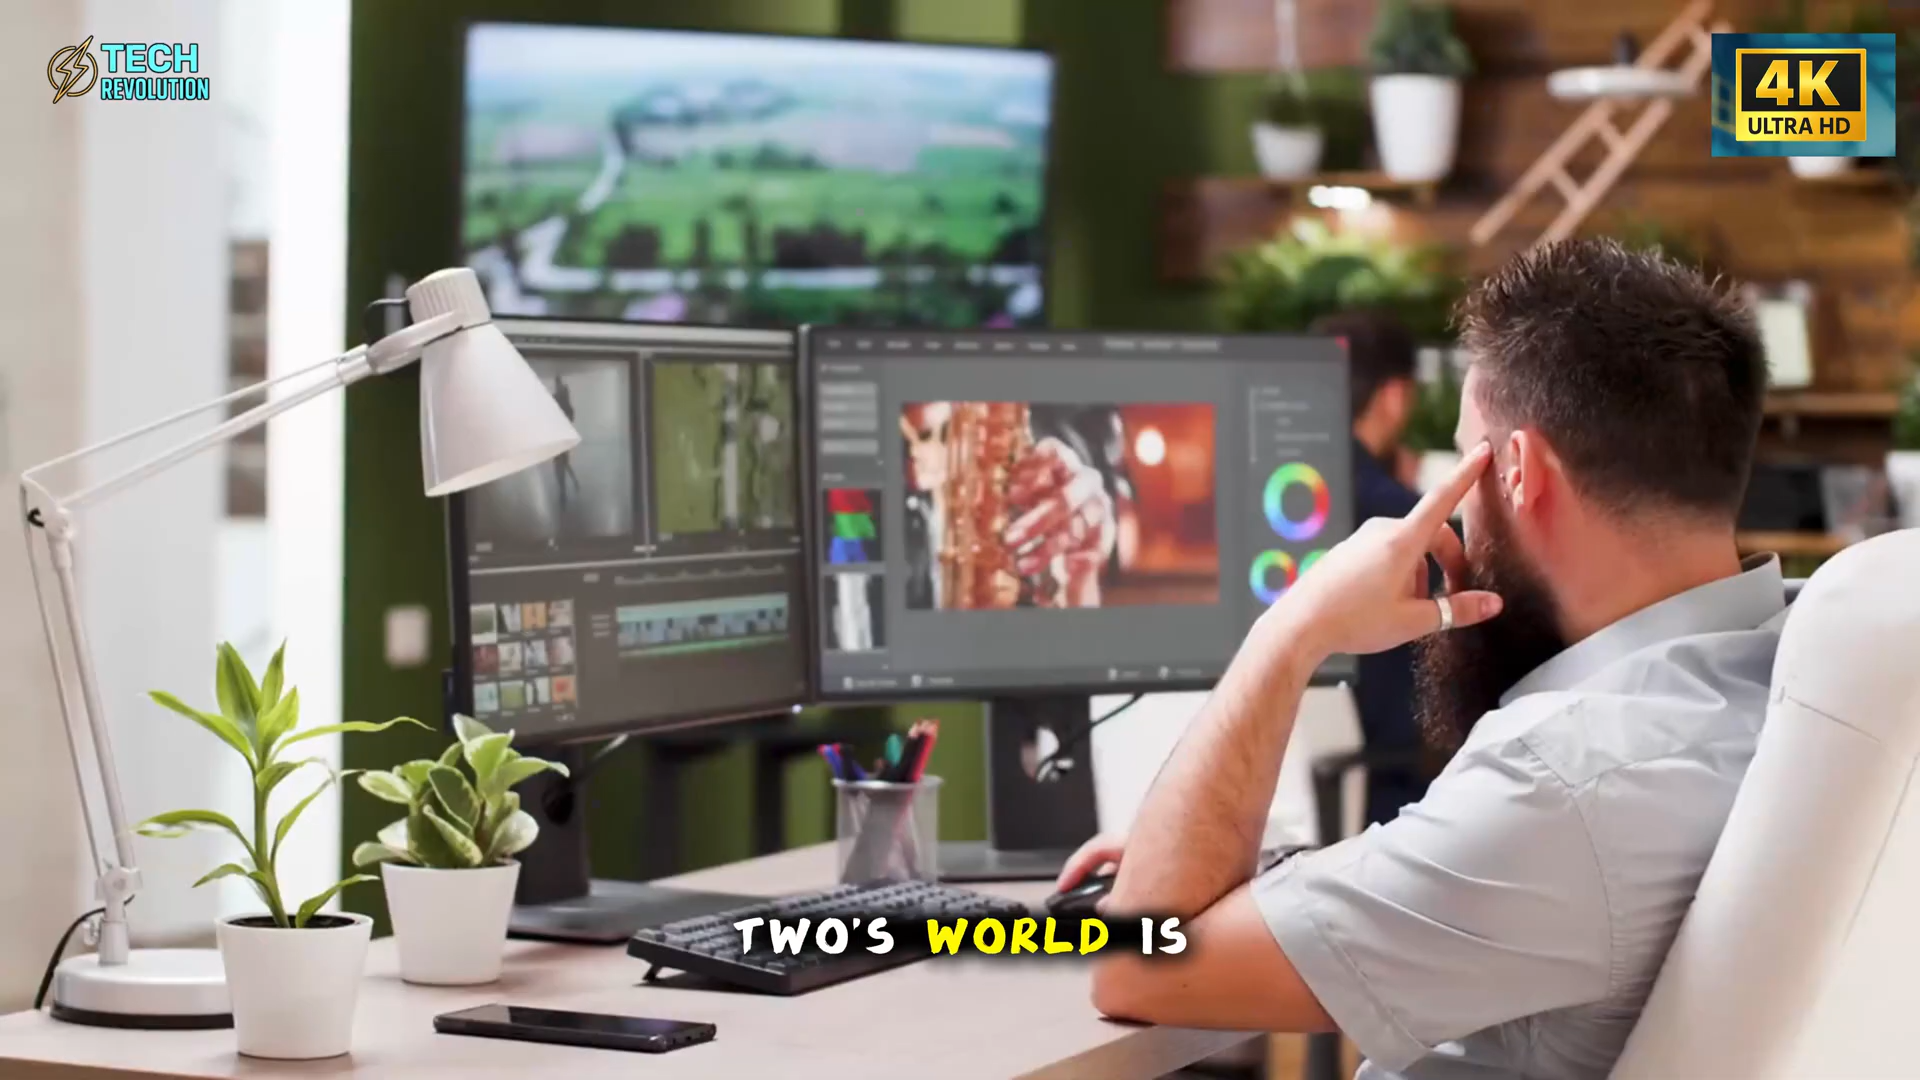 TECH
REVOLUTION
4K
ULTRA HD
TWO'S WORLD IS